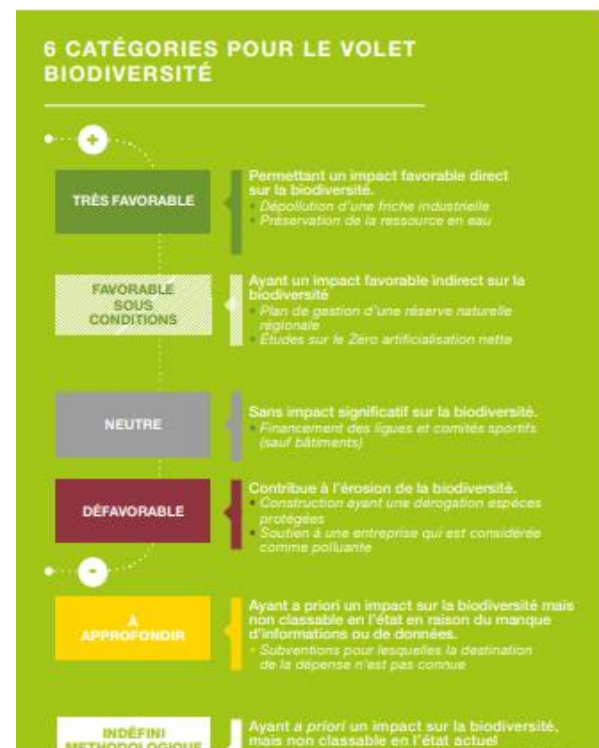 6 CATÉGORIES POUR LE VOLET
BIODIVERSITÉ
+
TRÈS FAVORABLE
Permettant un impact favorable direct
sur la biodiversité.
• Dépollution d'une friche industrielle
• Préservation de la ressource en eau
FAVORABLE
SOUS
CONDITIONS
Ayant un impact favorable indirect sur la
biodiversité
• Plan de gestion d'une réserve naturelle
régionale
• Études sur le Zéro artificialisation nette
NEUTRE
Sans impact significatif sur la biodiversité.
• Financement des ligues et comités sportifs
(sauf bâtiments)
DÉFAVORABLE
Contribue à l'érosion de la biodiversité.
• Construction ayant une dérogation espèces
protégées
• Soutien à une entreprise qui est considérée
comme polluante
-
À
APPROFONDIR
Ayant a priori un impact sur la biodiversité mais
non classable en l'état en raison du manque
d'informations ou de données.
• Subventions pour lesquelles la destination
de la dépense n'est pas connue
INDÉFINI
METHODOLOGIQUE
Ayant a priori un impact sur la biodiversité,
mais non classable en l'état actuel